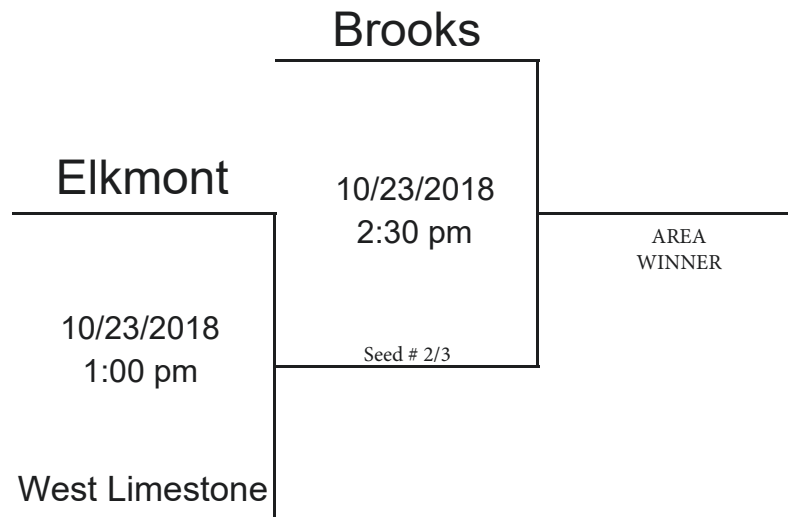 Brooks
Elkmont
10/23/2018
2:30 pm
AREA
WINNER
10/23/2018
1:00 pm
Seed # 2/3
West Limestone